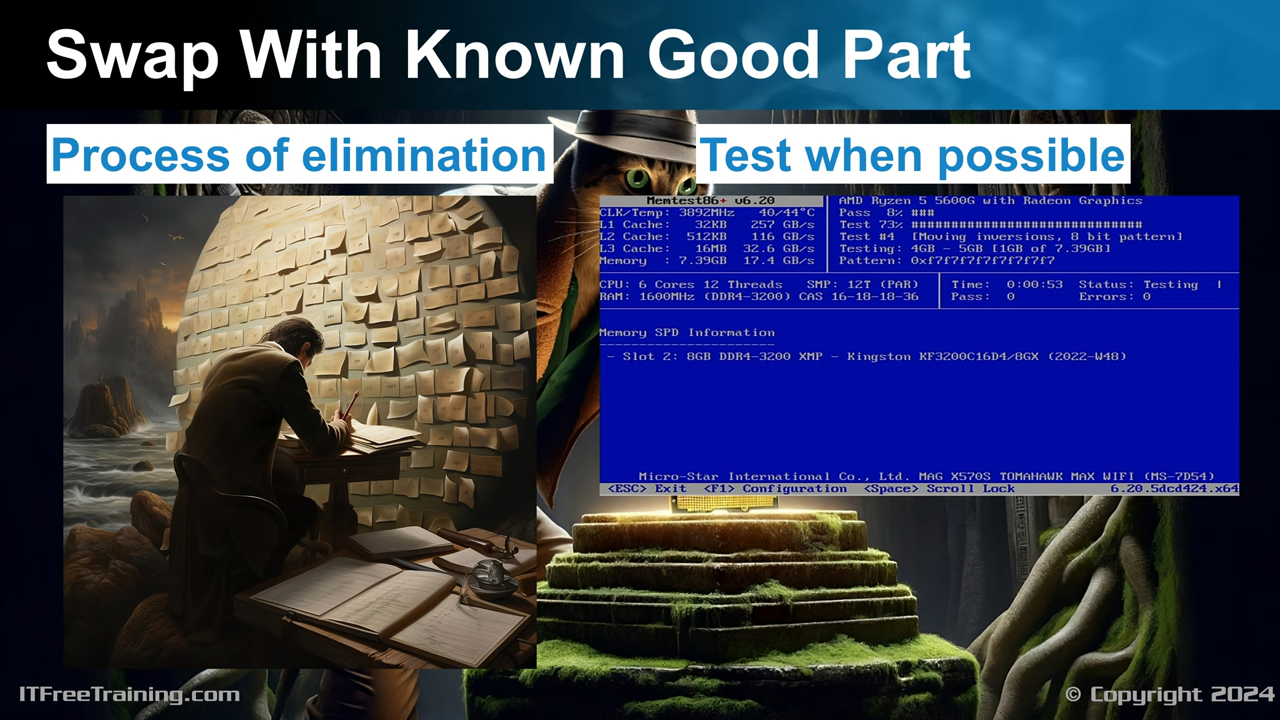 Swap With Known Good Part
Process of elimination
Test when possible
Memtest86+ v6.20
CLK/Temp: 3892MHz 40/44°C
L1 Cache: 32KB 257 GB/s
L2 Cache: 512KB 116 GB/s
L3 Cache: 16MB 32.6 GB/s
Memory : 7.39GB 17.4 GB/s
AMD Ryzen 5 5600G with Radeon Graphics
Pass 8% ###
Test 73% #############################
Test #4 [Moving inversions, 8 bit pattern]
Testing: 4GB - 5GB [1GB of 7.39GB]
Pattern: 0xf7f7f7f7f7f7f7f7
CPU: 6 Cores 12 Threads SMP: 12T (PAR)
RAM: 1600MHz (DDR4-3200) CAS 16-18-18-36
Time: 0:00:53 Status: Testing |
Pass: 0 Errors: 0
Memory SPD Information
----------------------
- Slot 2: 8GB DDR4-3200 XMP - Kingston KF3200C16D4/8GX (2022-W48)
Micro-Star International Co., Ltd. MAG X570S TOMAHAWK MAX WIFI (MS-7D54)
<ESC> Exit <F1> Configuration <Space> Scroll Lock 6.20.5dcd424.x64
ITFreeTraining.com
© Copyright 2024